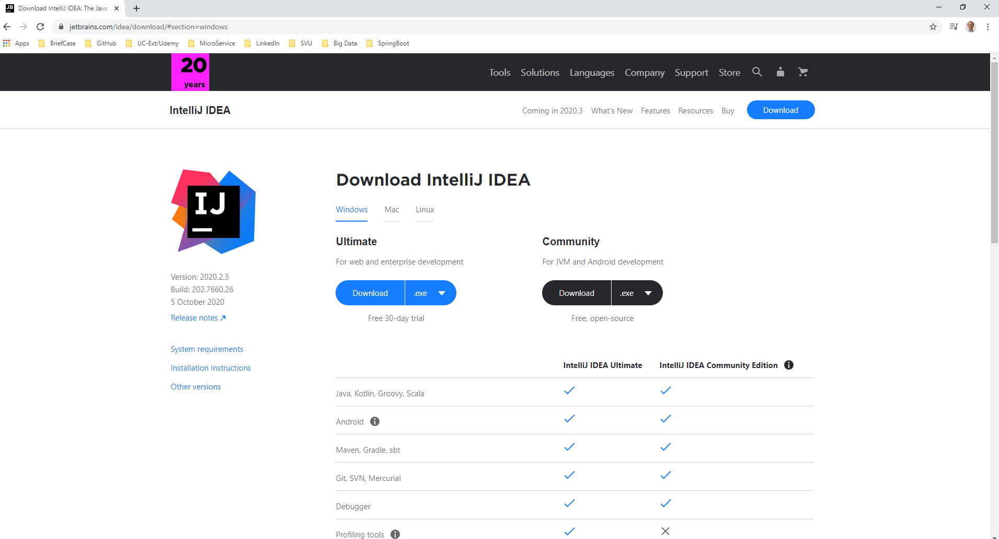 JB Download IntelliJ IDEA: The Java
jetbrains.com/idea/download/#section=windows
Apps BriefCase GitHub UC-Ext/Udemy MicroService LinkedIn SVU Big Data SpringBoot
20
years
Tools Solutions Languages Company Support Store
IntelliJ IDEA
Coming in 2020.3 What's New Features Resources Buy Download
IJ
Version: 2020.2.3
Build: 202.7660.26
5 October 2020
Release notes
System requirements
Installation Instructions
Other versions
Download IntelliJ IDEA
Windows Mac Linux
Ultimate
For web and enterprise development
Download .exe
Free 30-day trial
Community
For JVM and Android development
Download .exe
Free, open-source
IntelliJ IDEA Ultimate IntelliJ IDEA Community Edition
Java, Kotlin, Groovy, Scala
Android
Maven, Gradle, sbt
Git, SVN, Mercurial
Debugger
Profiling tools